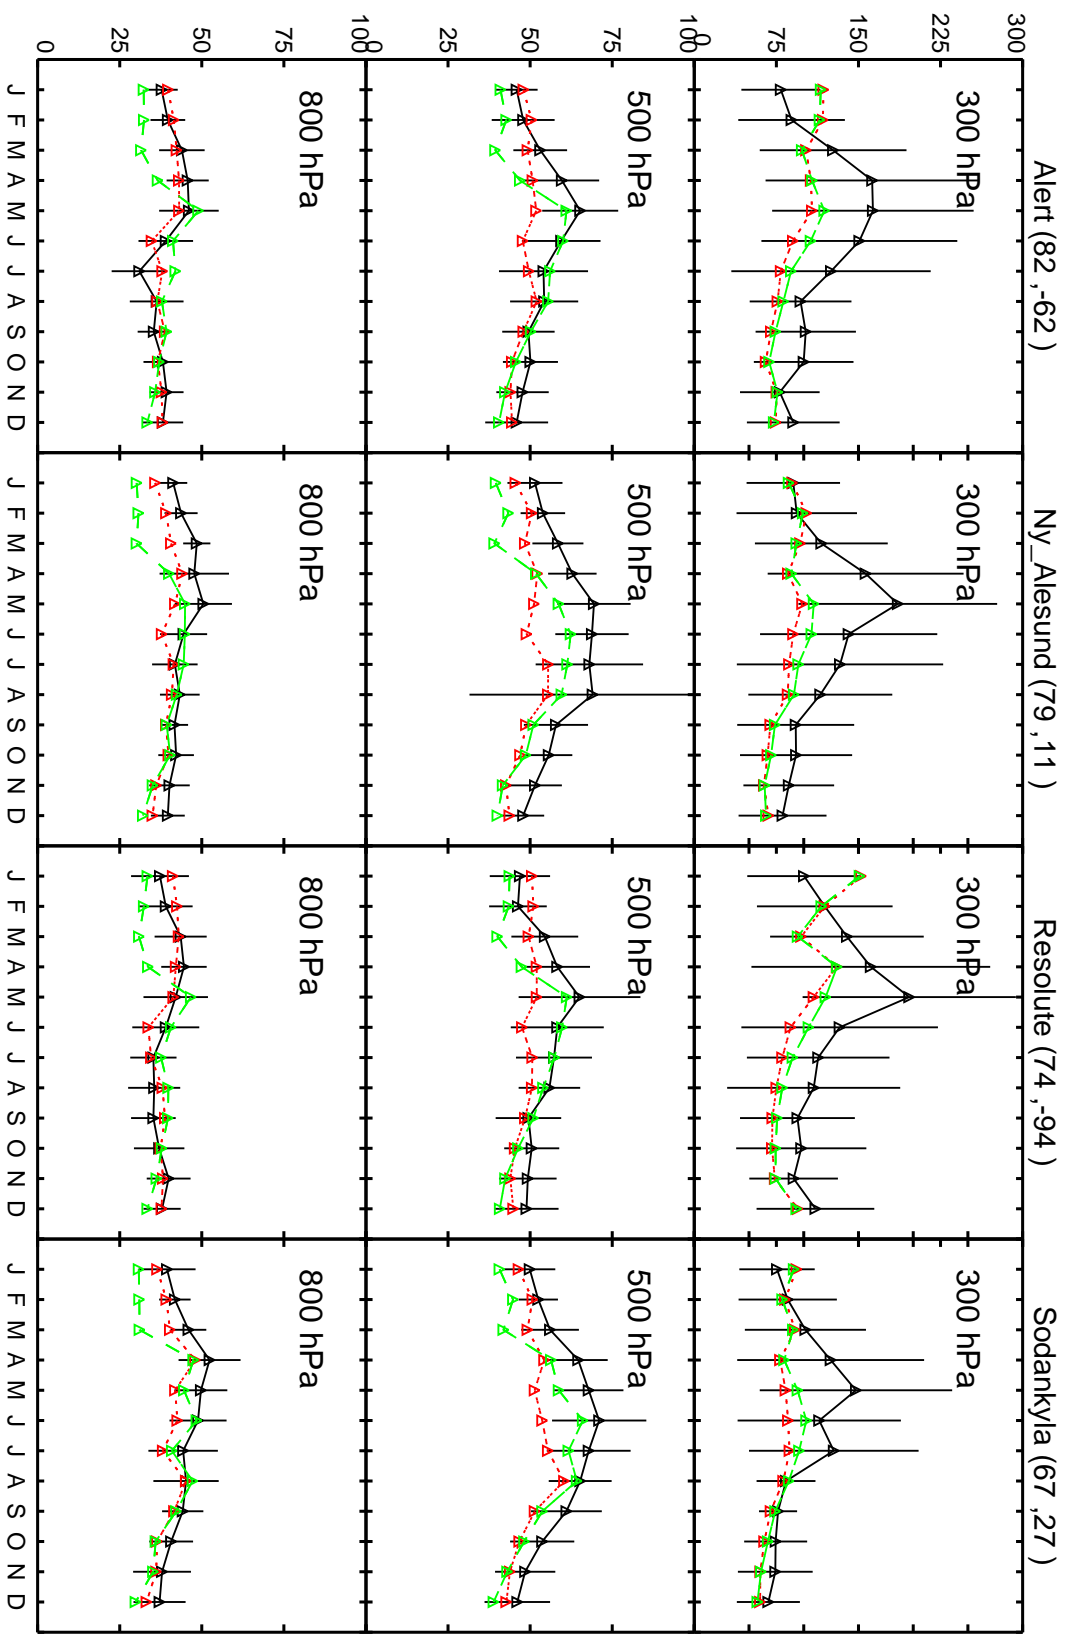 Alert (82 ,-62 )
Ny_Alesund (79 ,11 )
Resolute (74 ,-94 )
Sodankyla (67 ,27 )
300
225
150
75
0
300 hPa
300 hPa
300 hPa
300 hPa
100
75
50
25
0
500 hPa
500 hPa
500 hPa
500 hPa
100
75
50
25
0
800 hPa
800 hPa
800 hPa
800 hPa
J F M A M J J A S O N D
J F M A M J J A S O N D
J F M A M J J A S O N D
J F M A M J J A S O N D